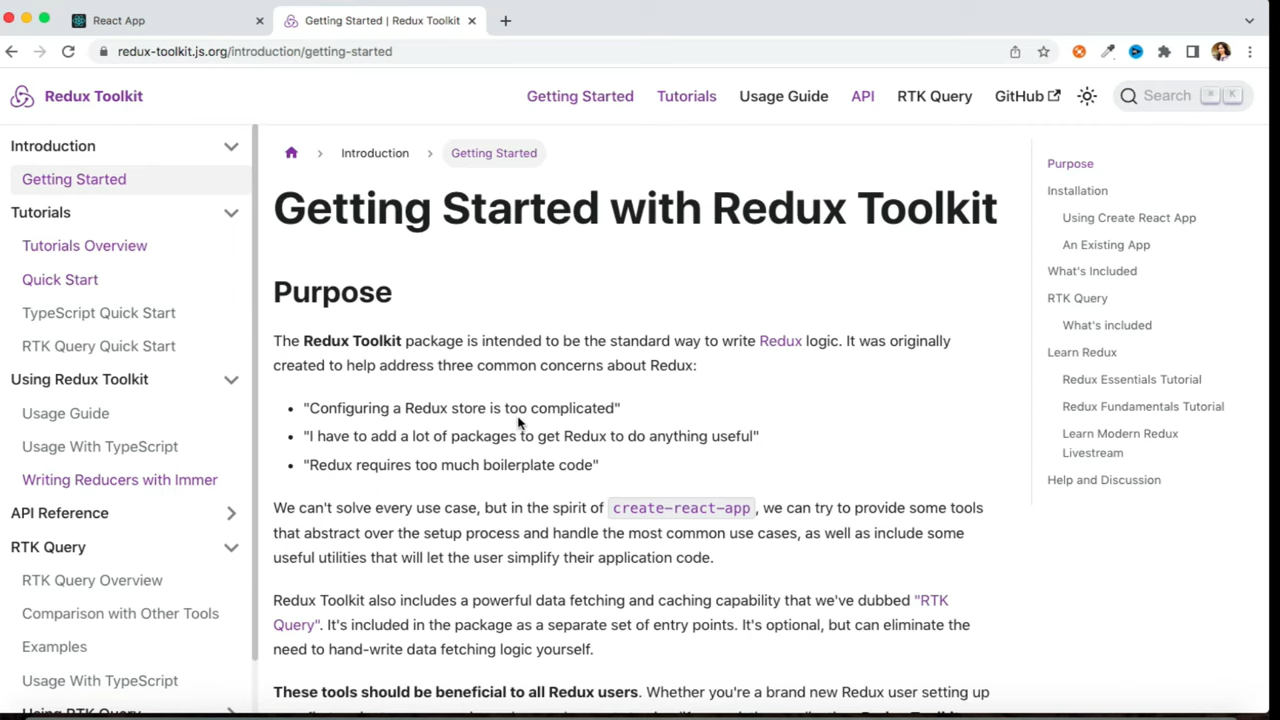 React App
Getting Started | Redux Toolkit
redux-toolkit.js.org/introduction/getting-started
Redux Toolkit
Getting Started
Tutorials
Usage Guide
API
RTK Query
GitHub
Search
⌘ K
Introduction
Getting Started
Tutorials
Tutorials Overview
Quick Start
TypeScript Quick Start
RTK Query Quick Start
Using Redux Toolkit
Usage Guide
Usage With TypeScript
Writing Reducers with Immer
API Reference
RTK Query
RTK Query Overview
Comparison with Other Tools
Examples
Usage With TypeScript
Using RTK Query
Introduction
Getting Started
Getting Started with Redux Toolkit
Purpose
The Redux Toolkit package is intended to be the standard way to write Redux logic. It was originally
created to help address three common concerns about Redux:
• "Configuring a Redux store is too complicated"
• "I have to add a lot of packages to get Redux to do anything useful"
• "Redux requires too much boilerplate code"
We can't solve every use case, but in the spirit of create-react-app, we can try to provide some tools
that abstract over the setup process and handle the most common use cases, as well as include some
useful utilities that will let the user simplify their application code.
Redux Toolkit also includes a powerful data fetching and caching capability that we've dubbed "RTK
Query". It's included in the package as a separate set of entry points. It's optional, but can eliminate the
need to hand-write data fetching logic yourself.
These tools should be beneficial to all Redux users. Whether you're a brand new Redux user setting up
Purpose
Installation
Using Create React App
An Existing App
What's Included
RTK Query
What's included
Learn Redux
Redux Essentials Tutorial
Redux Fundamentals Tutorial
Learn Modern Redux
Livestream
Help and Discussion